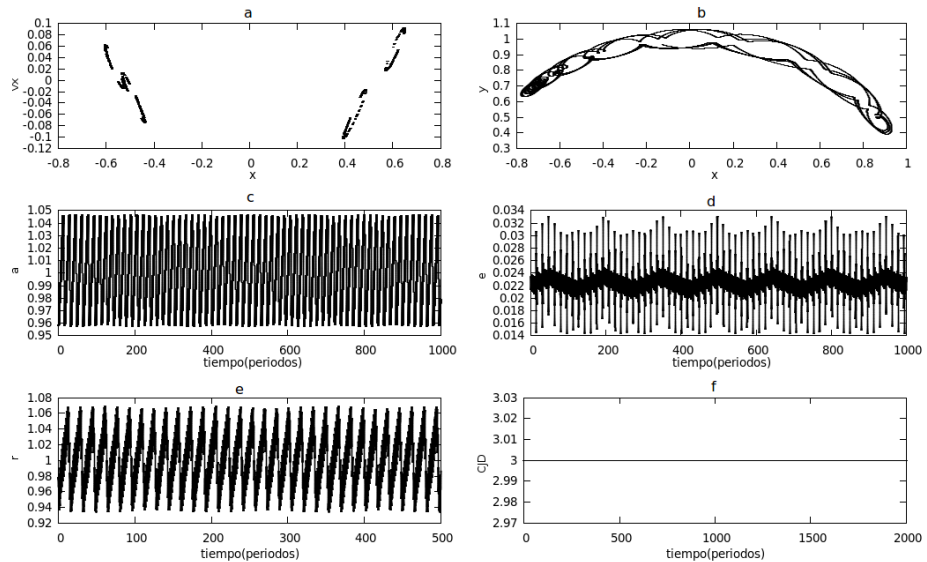 a
0.1
0.08
0.06
0.04
0.02
0
-0.02
-0.04
-0.06
-0.08
-0.1
-0.12
vx
-0.8 -0.6 -0.4 -0.2 0 0.2 0.4 0.6 0.8
x
b
1.1
1
0.9
0.8
0.7
0.6
0.5
0.4
0.3
y
-0.8 -0.6 -0.4 -0.2 0 0.2 0.4 0.6 0.8 1
x
c
1.05
1.04
1.03
1.02
1.01
1
0.99
0.98
0.97
0.96
0.95
a
0 200 400 600 800 1000
tiempo(periodos)
d
0.034
0.032
0.03
0.028
0.026
0.024
0.022
0.02
0.018
0.016
0.014
e
0 200 400 600 800 1000
tiempo(periodos)
e
1.08
1.06
1.04
1.02
1
0.98
0.96
0.94
0.92
r
0 100 200 300 400 500
tiempo(periodos)
f
3.03
3.02
3.01
3
2.99
2.98
2.97
CJD
0 500 1000 1500 2000
tiempo(periodos)